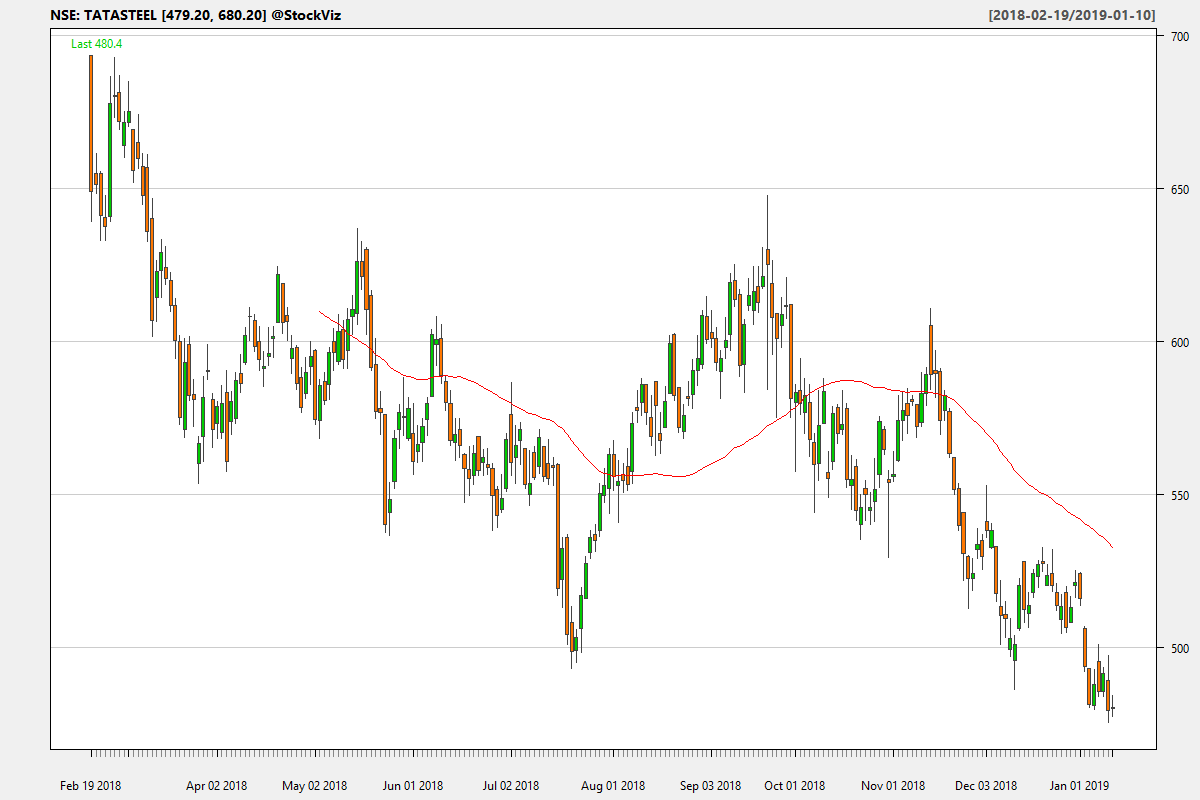 NSE: TATASTEEL [479.20, 680.20] @StockViz
[2018-02-19/2019-01-10]
Last 480.4
700
650
600
550
500
Feb 19 2018 Apr 02 2018 May 02 2018 Jun 01 2018 Jul 02 2018 Aug 01 2018 Sep 03 2018 Oct 01 2018 Nov 01 2018 Dec 03 2018 Jan 01 2019